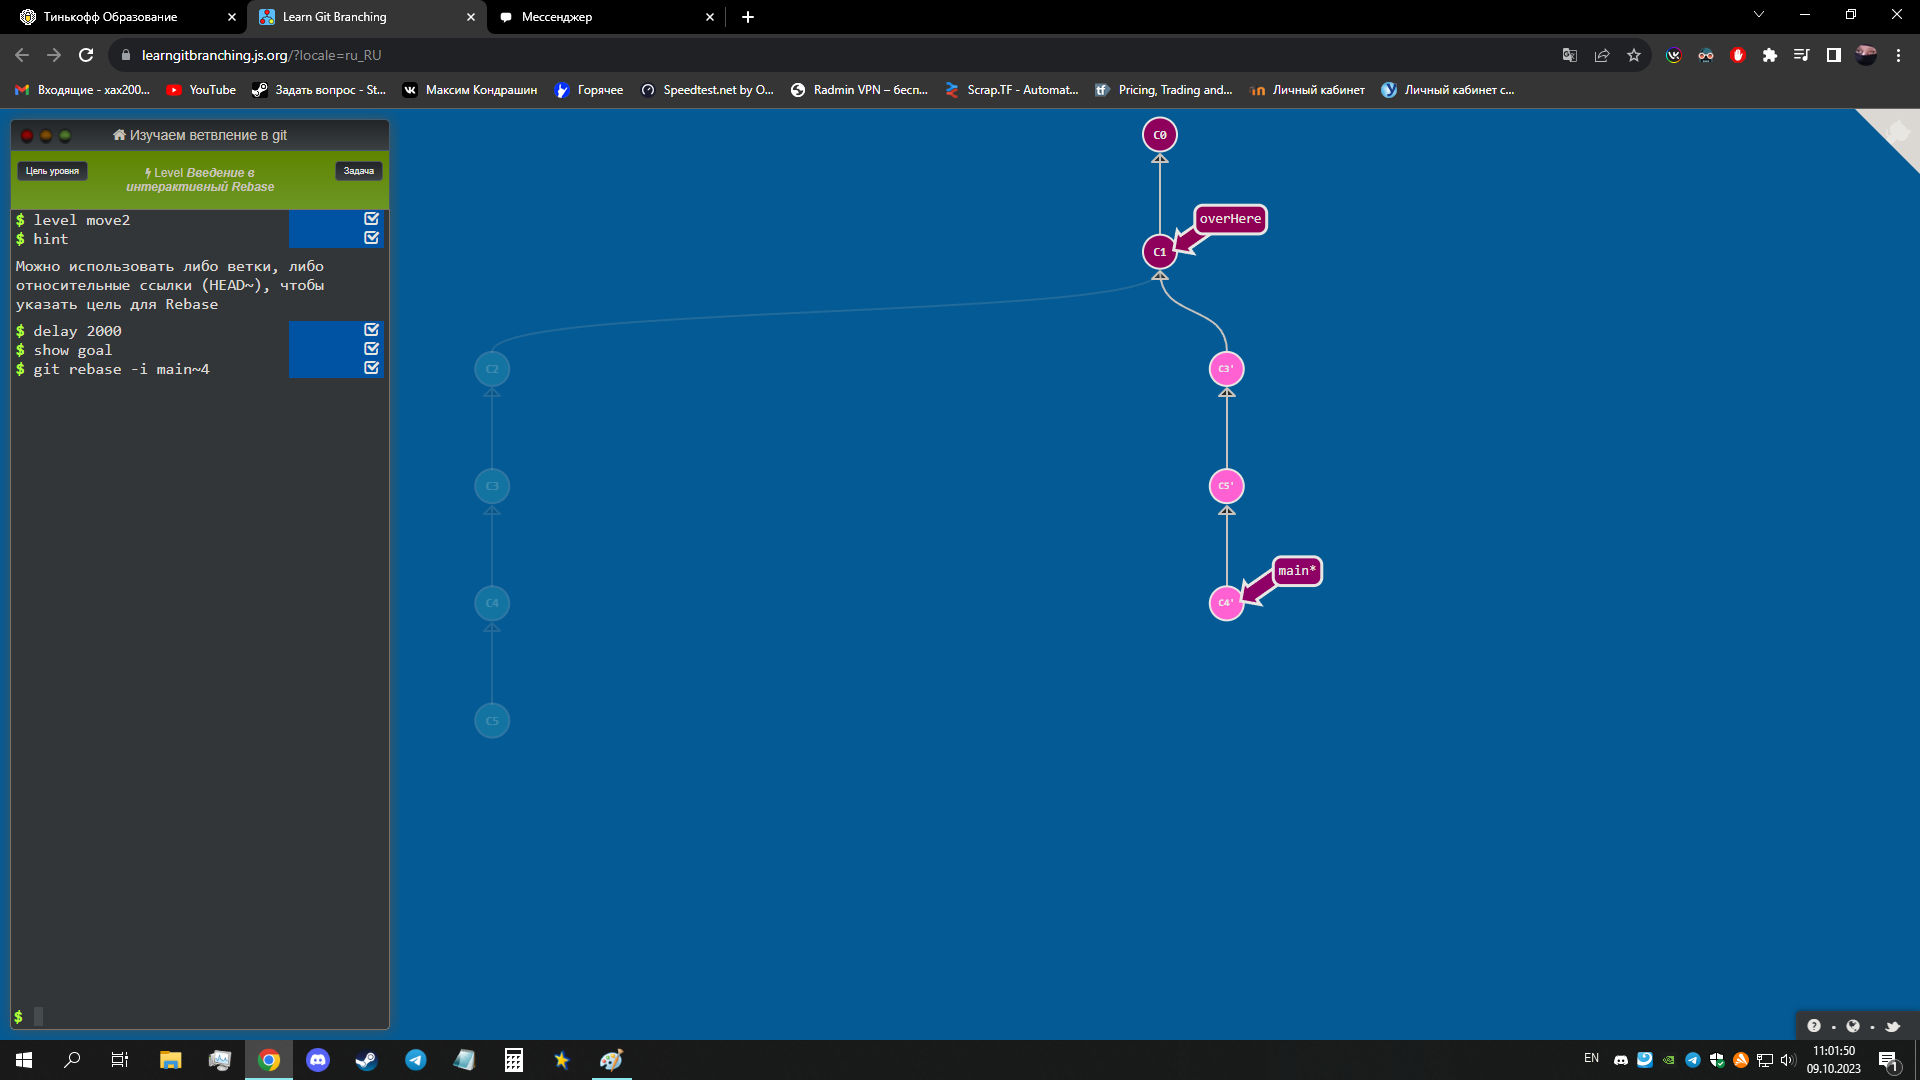 Тинькофф Образование
Learn Git Branching
Мессенджер
learngitbranching.js.org/?locale=ru_RU
Входящие - xax200...
YouTube
Задать вопрос - St...
Максим Кондрашин
Горячее
Speedtest.net by O...
Radmin VPN – бесп...
Scrap.TF - Automat...
Pricing, Trading and...
Личный кабинет
Личный кабинет с...
Изучаем ветвление в git
Цель уровня
Level Введение в
интерактивный Rebase
Задача
$ level move2
$ hint
Можно использовать либо ветки, либо
относительные ссылки (HEAD~), чтобы
указать цель для Rebase
$ delay 2000
$ show goal
$ git rebase -i main~4
$
C0
overHere
C1
C2
C3'
C3
C5'
main*
C4
C4'
C5
EN
11:01:50
09.10.2023
1